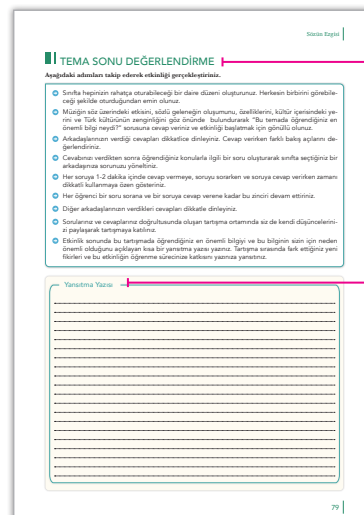 Sözün Ezgisi
TEMA SONU DEĞERLENDİRME
Aşağıdaki adımları takip ederek etkinliği gerçekleştiriniz.
Sınıfta hepinizin rahatça oturabileceği bir daire düzeni oluşturunuz. Herkesin birbirini görebile-
ceği şekilde oturduğundan emin olunuz.
Müziğin söz üzerindeki etkisini, sözlü geleneğin oluşumunu, özelliklerini, kültür içerisindeki ye-
rini ve Türk kültürünün zenginliğini göz önünde bulundurarak “Bu temada öğrendiğiniz en
önemli bilgi neydi?” sorusuna cevap veriniz ve etkinliği başlatmak için gönüllü olunuz.
Arkadaşlarınızın verdiği cevapları dikkatlice dinleyiniz. Cevap verirken farklı bakış açılarını de-
ğerlendiriniz.
Cevabınızı verdikten sonra öğrendiğiniz konularla ilgili bir soru oluşturarak sınıfta seçtiğiniz bir
arkadaşınıza sorunuzu yöneltiniz.
Her soruya 1-2 dakika içinde cevap vermeye, soruyu sorarken ve soruya cevap verirken zamanı
dikkatli kullanmaya özen gösteriniz.
Her öğrenci bir soru sorana ve bir soruya cevap verene kadar bu zinciri devam ettiriniz.
Diğer arkadaşlarınızın verdikleri cevapları dikkatle dinleyiniz.
Sorularınız ve cevaplarınız doğrultusunda oluşan tartışma ortamında siz de kendi düşüncelerini-
zi paylaşarak tartışmaya katılınız.
Etkinlik sonunda bu tartışmada öğrendiğiniz en önemli bilgiyi ve bu bilginin sizin için neden
önemli olduğunu açıklayan kısa bir yansıtma yazısı yazınız. Tartışma sırasında fark ettiğiniz yeni
fikirleri ve bu etkinliğin öğrenme sürecinize katkısını yazınıza yansıtınız.
Yansıtma Yazısı
79